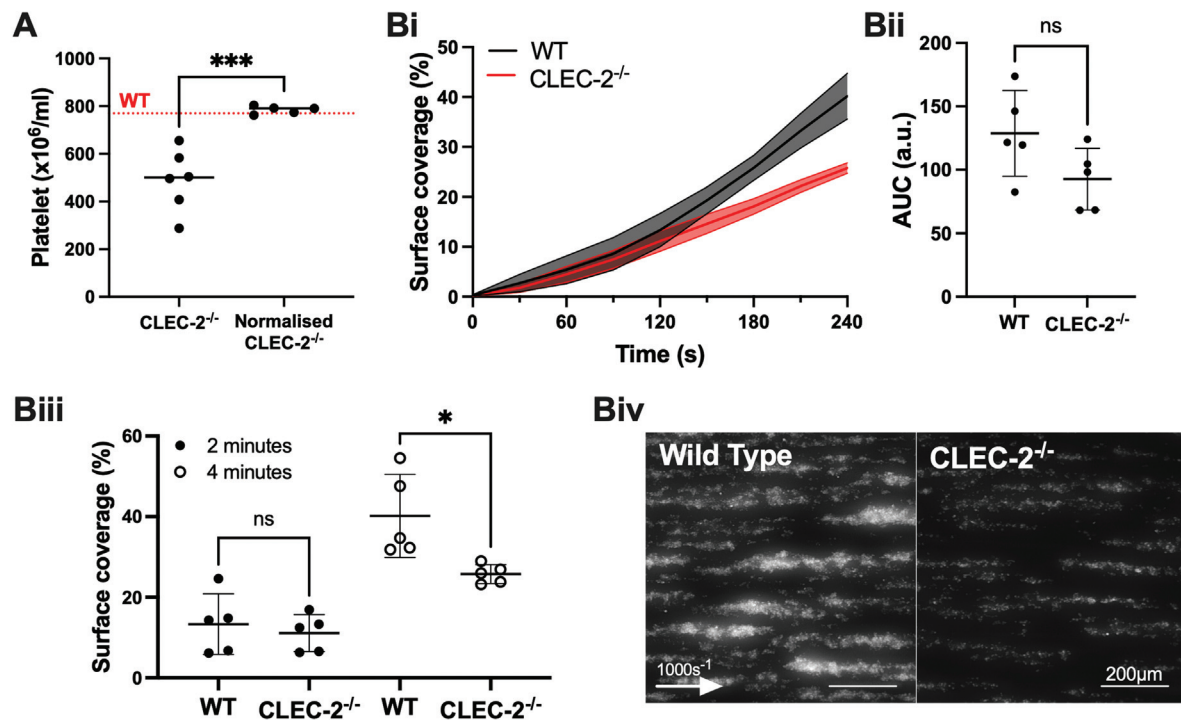 A
***
1000
WT
800
600
400
200
0
Platelet (x10⁶/ml)
CLEC-2⁻/⁻
Normalised
CLEC-2⁻/⁻
Bi
WT
CLEC-2⁻/⁻
50
40
30
20
10
0
Surface coverage (%)
0 60 120 180 240
Time (s)
Bii
ns
200
150
100
50
0
AUC (a.u.)
WT CLEC-2⁻/⁻
Biii
2 minutes
4 minutes
*
ns
60
40
20
0
Surface coverage (%)
WT CLEC-2⁻/⁻ WT CLEC-2⁻/⁻
Biv
Wild Type
CLEC-2⁻/⁻
1000s⁻¹
200µm